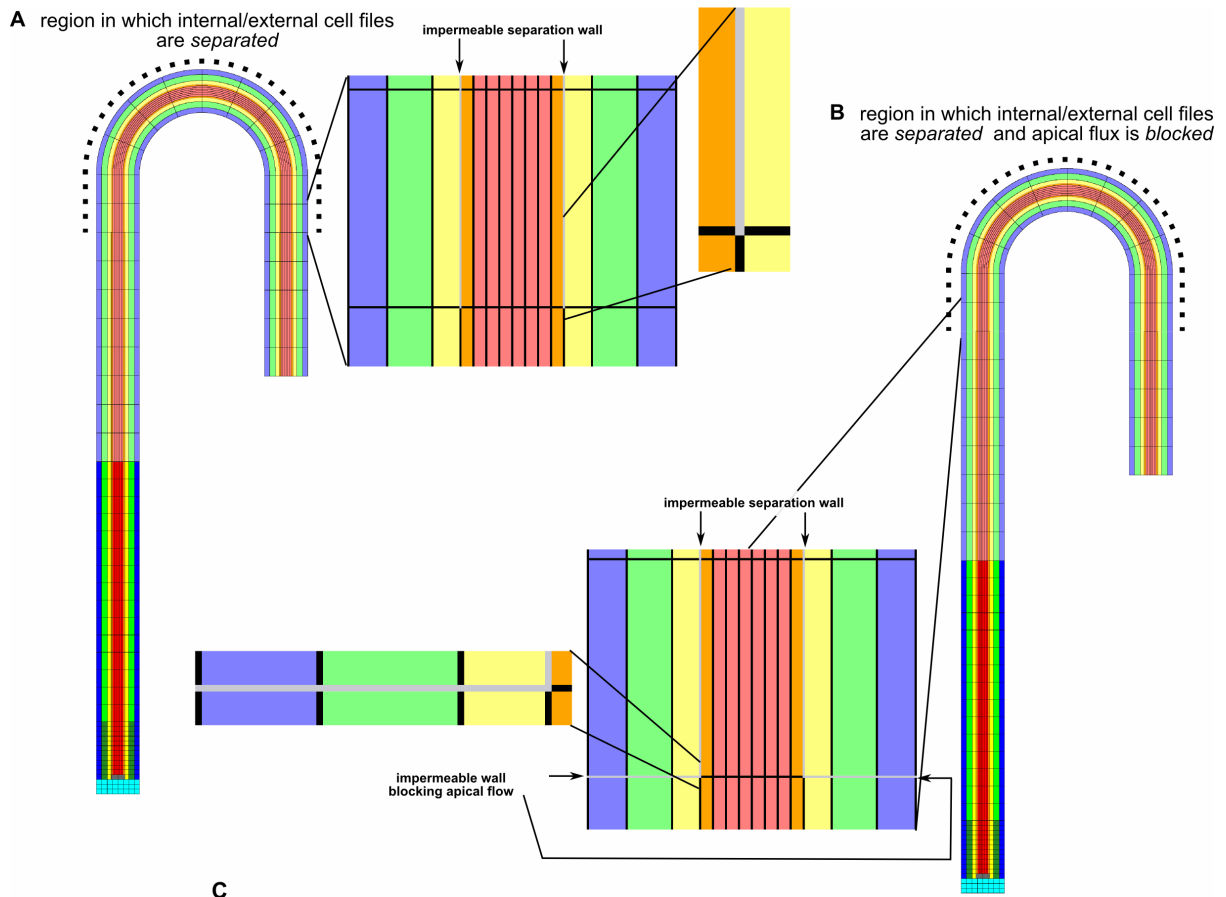 A region in which internal/external cell files
are separated
impermeable separation wall
B region in which internal/external cell files
are separated and apical flux is blocked
impermeable separation wall
impermeable wall
blocking apical flow
C